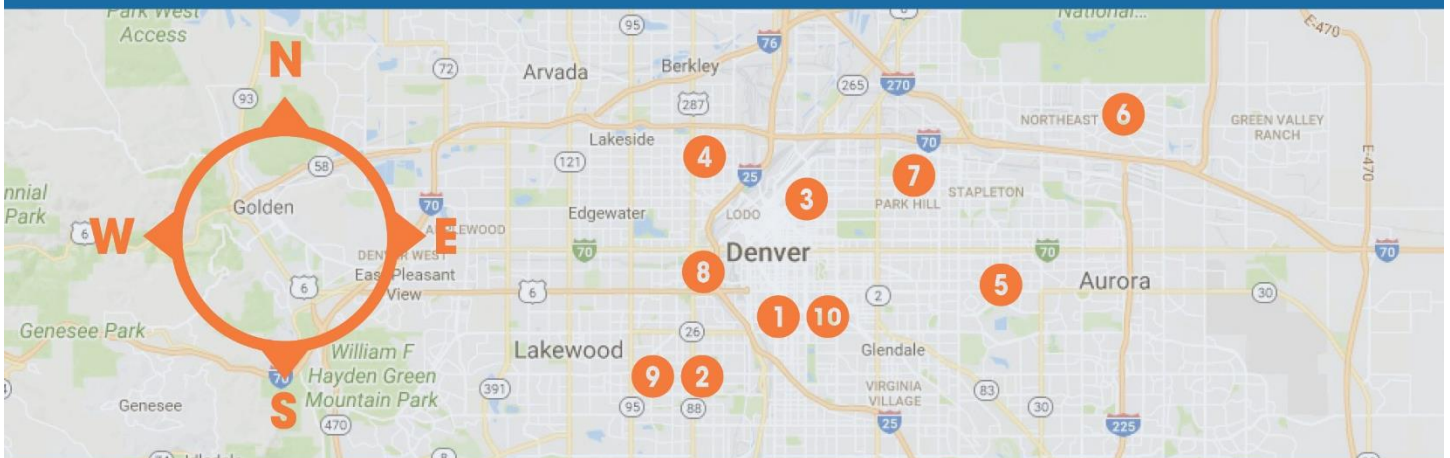 Park West
Access
National...
E-470
95
76
N
Arvada
Berkley
72
265
270
93
287
6
NORTHEAST
GREEN VALLEY
RANCH
Lakeside
70
4
121
58
25
7
E-470
STAPLETON
PARK HILL
70
3
Golden
Edgewater
LODO
Park
6
W
E
DENVER WEST
70
Denver
70
70
East Pleasant
View
8
5
Aurora
6
6
2
30
1
10
Genesee Park
26
Lakewood
Glendale
William F
Hayden Green
Mountain Park
70
9
2
VIRGINIA
VILLAGE
391
83
Genesee
S
95
88
30
470
25
225